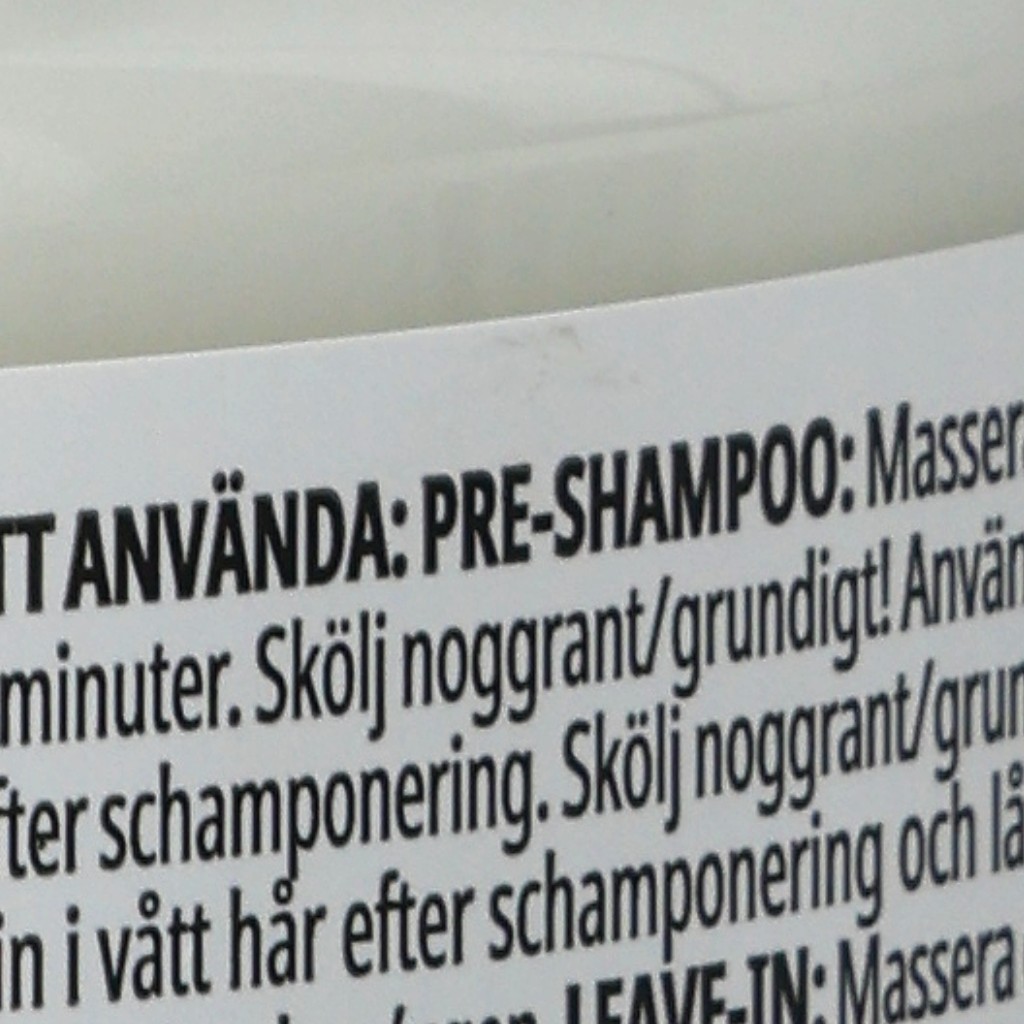 TT ANVÄNDA: PRE-SHAMPOO: Massera
minuter. Skölj noggrant/grundigt! Använ
fter schamponering. Skölj noggrant/grun
in i vått hår efter schamponering och lå
LEAVE-IN: Massera